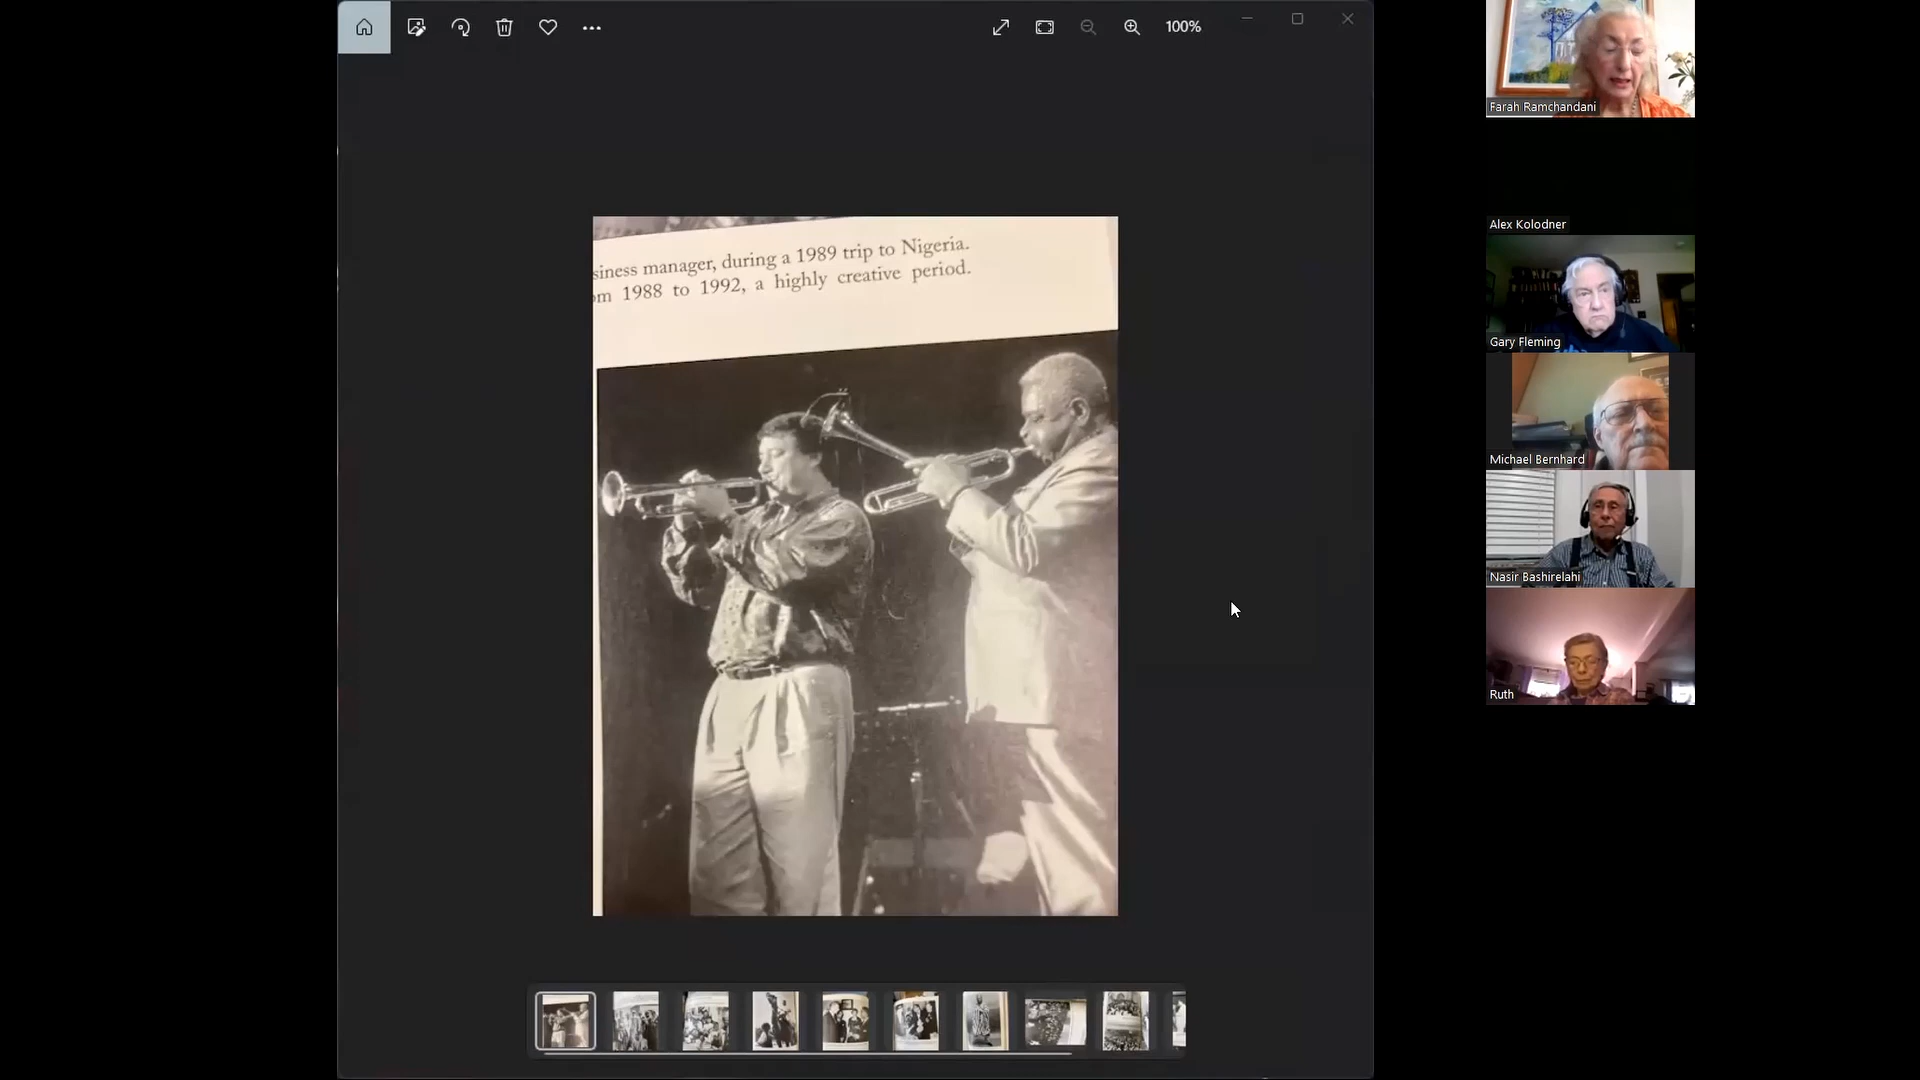 100%
siness manager, during a 1989 trip to Nigeria.
om 1988 to 1992, a highly creative period.
Farah Ramchandani
Alex Kolodner
Gary Fleming
Michael Bernhard
Nasir Bashirelahi
Ruth